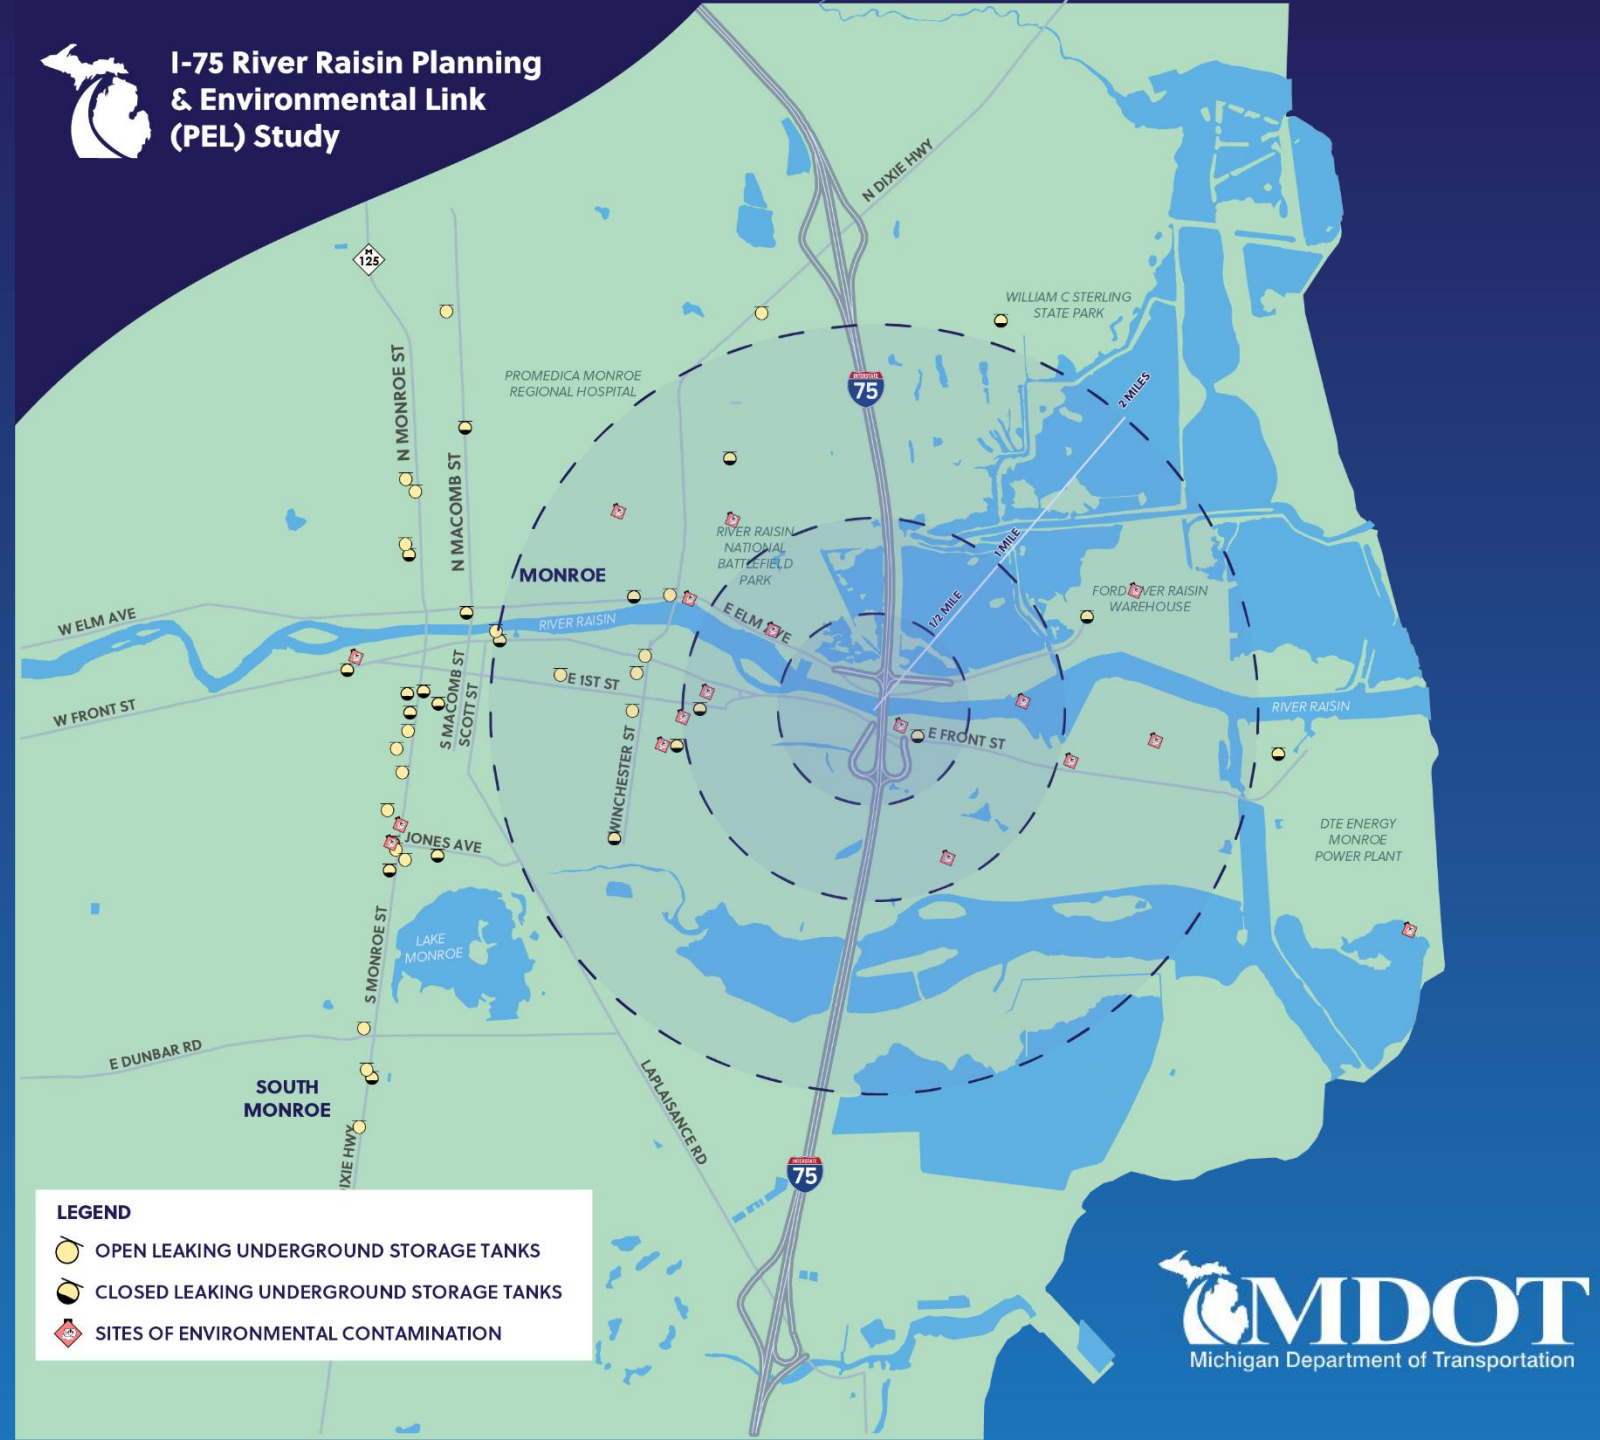 I-75 River Raisin Planning
& Environmental Link
(PEL) Study
M
125
N DIXIE HWY
WILLIAM C STERLING
STATE PARK
N MONROE ST
PROMEDICA MONROE
REGIONAL HOSPITAL
INTERSTATE
75
2 MILES
N MACOMB ST
RIVER RAISIN
NATIONAL
BATTLEFIELD
PARK
1 MILE
MONROE
1/2 MILE
FORD RIVER RAISIN
WAREHOUSE
W ELM AVE
RIVER RAISIN
E ELM AVE
W FRONT ST
S MACOMB ST
SCOTT ST
E 1ST ST
RIVER RAISIN
WINCHESTER ST
E FRONT ST
JONES AVE
DTE ENERGY
MONROE
POWER PLANT
S MONROE ST
LAKE
MONROE
E DUNBAR RD
SOUTH
MONROE
LAPLAISANCE RD
IXIE HWY
INTERSTATE
75
LEGEND
OPEN LEAKING UNDERGROUND STORAGE TANKS
CLOSED LEAKING UNDERGROUND STORAGE TANKS
SITES OF ENVIRONMENTAL CONTAMINATION
MDOT
Michigan Department of Transportation